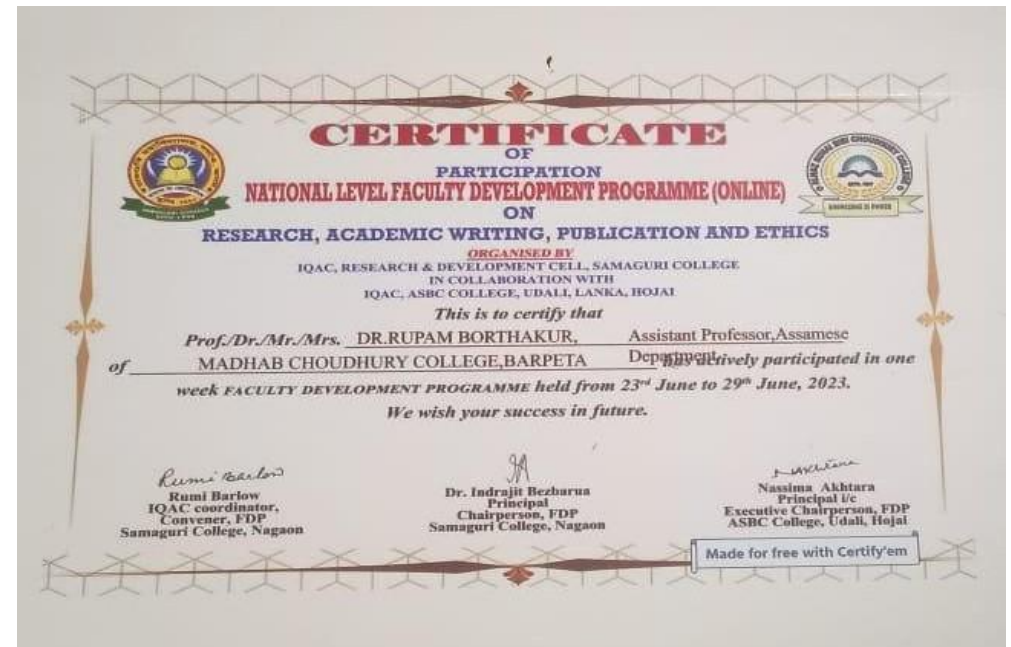 CERTIFICATE
OF
PARTICIPATION
NATIONAL LEVEL FACULTY DEVELOPMENT PROGRAMME (ONLINE)
ON
RESEARCH, ACADEMIC WRITING, PUBLICATION AND ETHICS
ORGANISED BY
IQAC, RESEARCH & DEVELOPMENT CELL, SAMAGURI COLLEGE
IN COLLABORATION WITH
IQAC, ASBC COLLEGE, UDALI, LANKA, HOJAI
This is to certify that
Prof./Dr./Mr./Mrs. DR.RUPAM BORTHAKUR, Assistant Professor,Assamese
of MADHAB CHOUDHURY COLLEGE,BARPETA Department has actively participated in one
week FACULTY DEVELOPMENT PROGRAMME held from 23rd June to 29th June, 2023.
We wish your success in future.
Rumi Barlow
Rumi Barlow
IQAC coordinator,
Convener, FDP
Samaguri College, Nagaon
Dr. Indrajit Bezbarua
Principal
Chairperson, FDP
Samaguri College, Nagaon
NAkhtara
Nassima Akhtara
Principal i/c
Executive Chairperson, FDP
ASBC College, Udali, Hojai
KNOWLEDGE IS POWER
Made for free with Certify'em